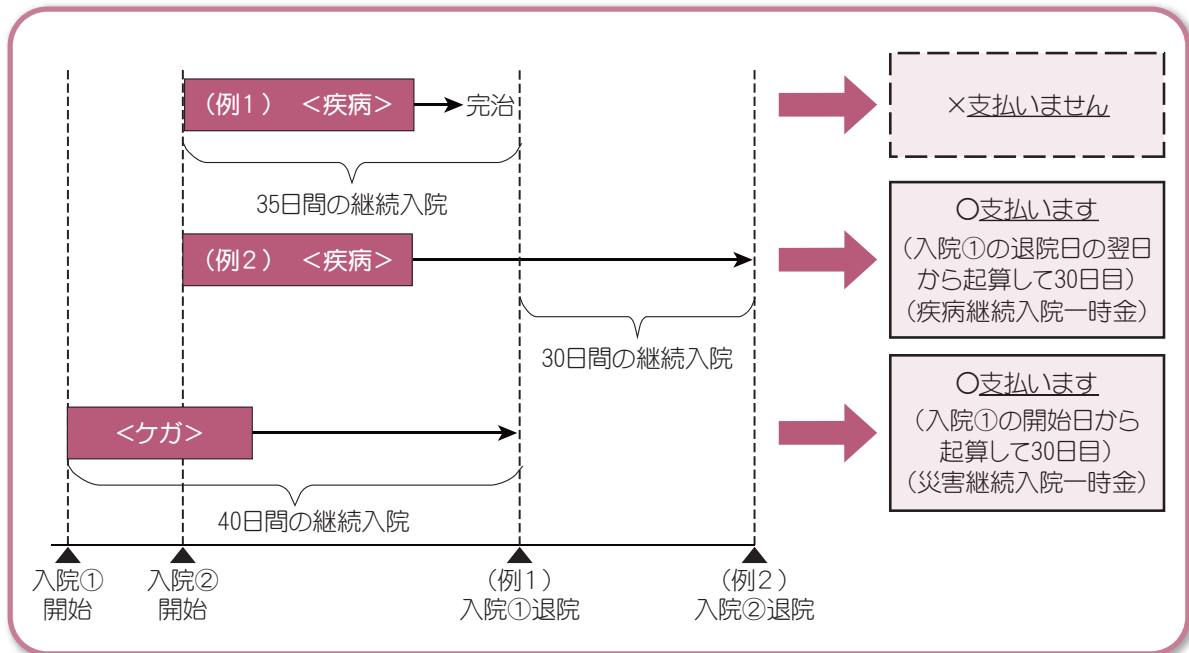 (例1) <疾病>
完治
×支払いません
35日間の継続入院
(例2) <疾病>
〇支払います
(入院①の退院日の翌日
から起算して30日目)
(疾病継続入院一時金)
30日間の継続入院
<ケガ>
〇支払います
(入院①の開始日から
起算して30日目)
(災害継続入院一時金)
40日間の継続入院
入院①
開始
入院②
開始
(例1)
入院①退院
(例2)
入院②退院